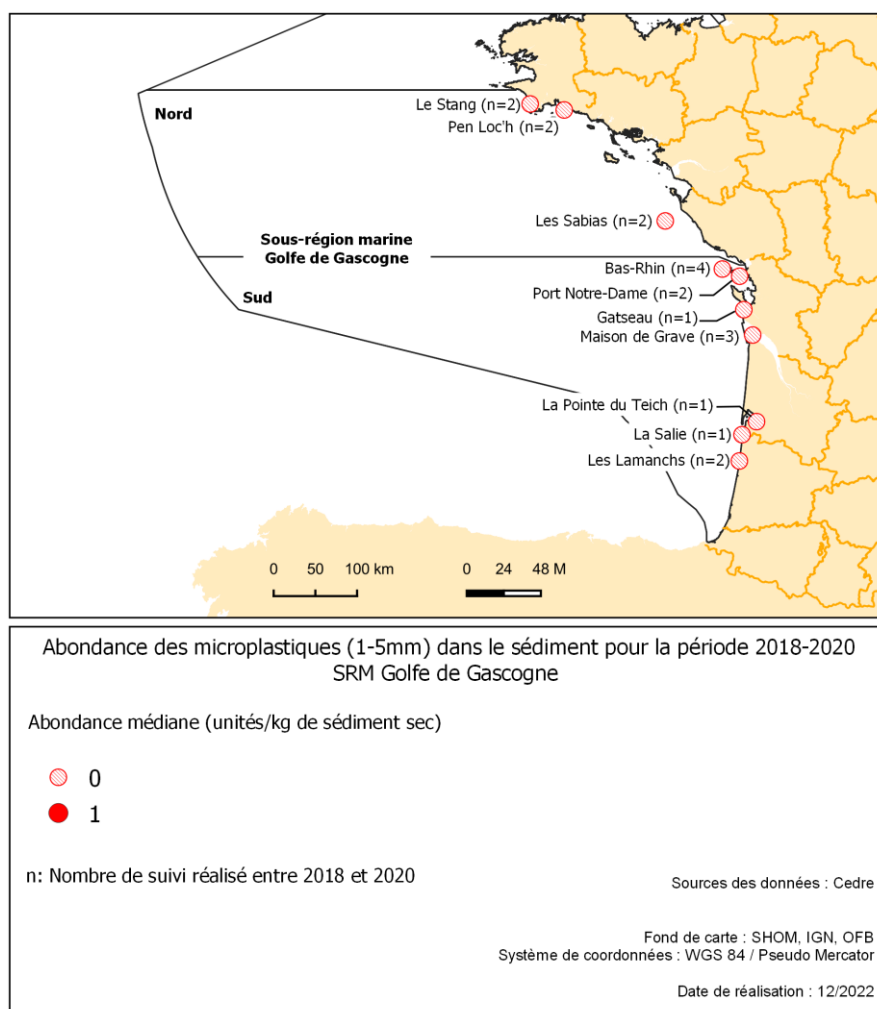 Nord
Le Stang (n=2)
Pen Loc'h (n=2)
Les Sabias (n=2)
Sous-région marine
Golfe de Gascogne
Bas-Rhin (n=4)
Sud
Port Notre-Dame (n=2)
Gatseau (n=1)
Maison de Grave (n=3)
La Pointe du Teich (n=1)
La Salie (n=1)
Les Lamanchs (n=2)
0 50 100 km
0 24 48 M
Abondance des microplastiques (1-5mm) dans le sédiment pour la période 2018-2020
SRM Golfe de Gascogne
Abondance médiane (unités/kg de sédiment sec)
0
1
n: Nombre de suivi réalisé entre 2018 et 2020
Sources des données : Cedre
Fond de carte : SHOM, IGN, OFB
Système de coordonnées : WGS 84 / Pseudo Mercator
Date de réalisation : 12/2022